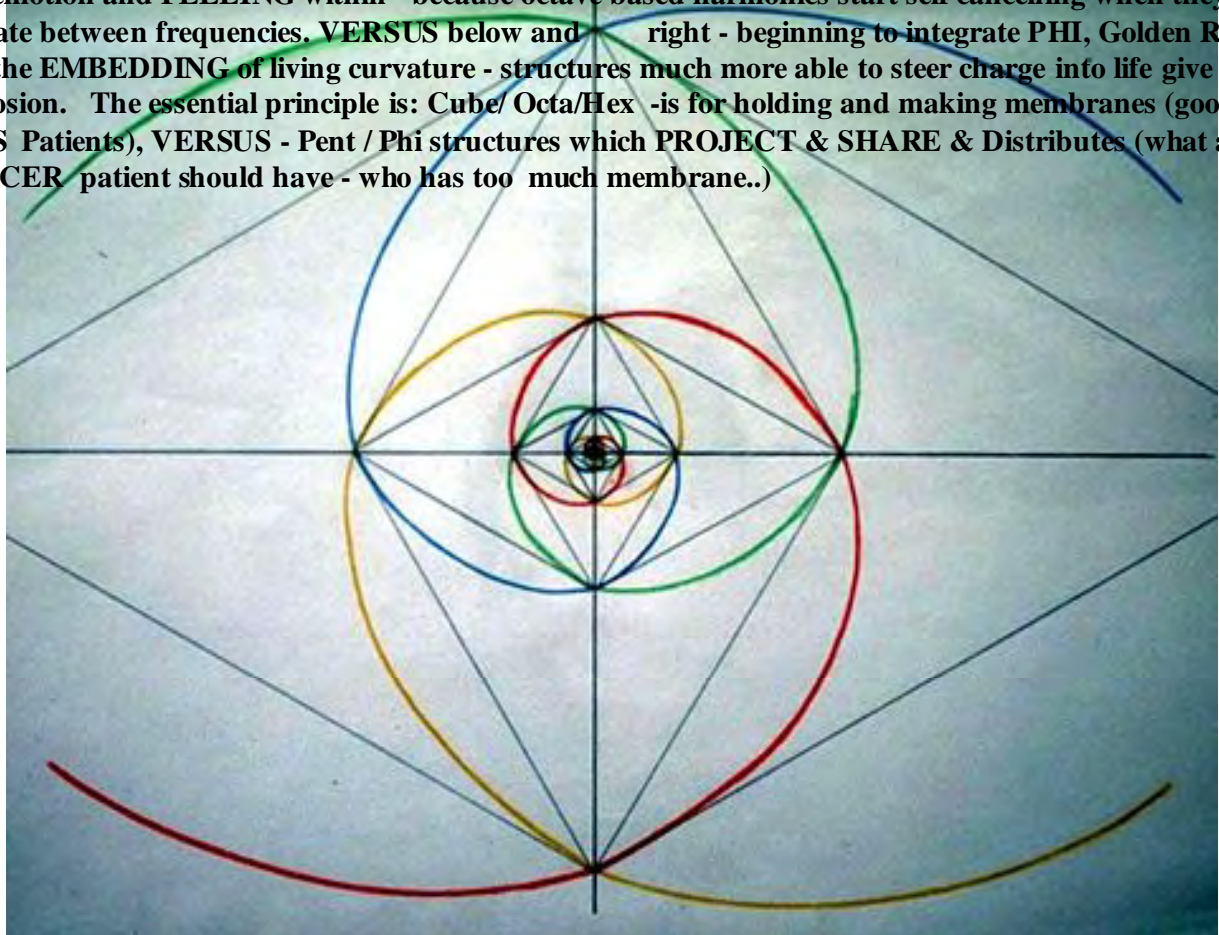 emotion and FEELING within - because octave based harmonics start self cancelling when they
ate between frequencies. VERSUS below and right - beginning to integrate PHI, Golden R
the EMBEDDING of living curvature - structures much more able to steer charge into life give
osion. The essential principle is: Cube/ Octa/Hex -is for holding and making membranes (goo
S Patients), VERSUS - Pent / Phi structures which PROJECT & SHARE & Distributes (what a
CER patient should have - who has too much membrane..)